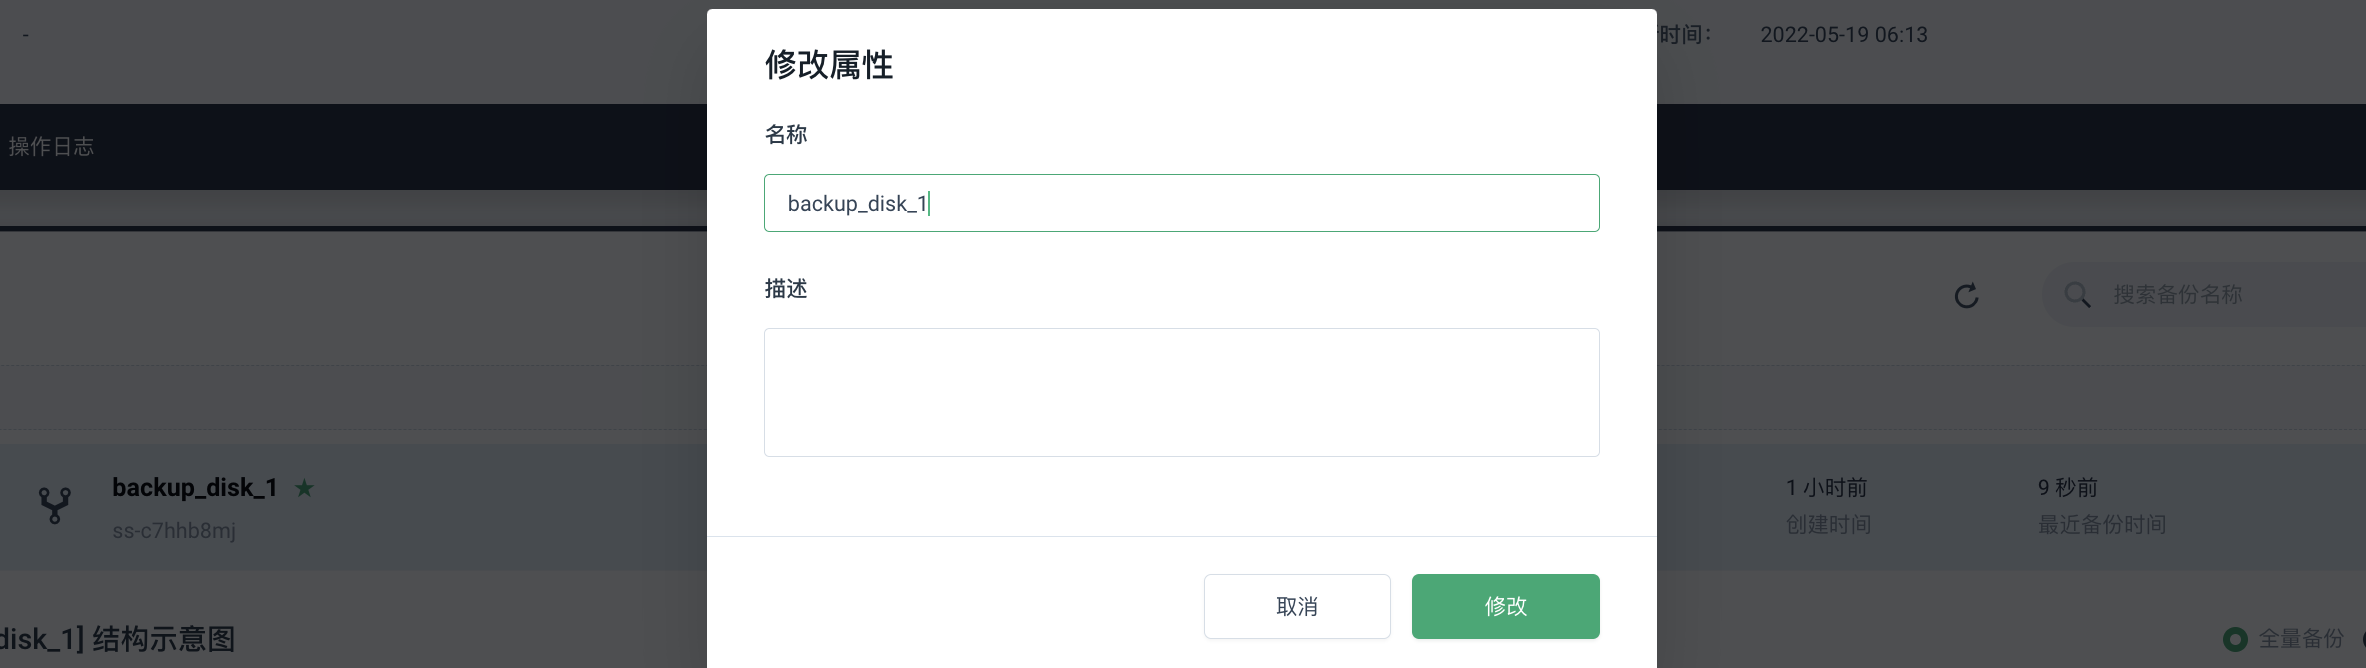 -
时间：
2022-05-19 06:13
操作日志
修改属性
名称
backup_disk_1
描述
搜索备份名称
backup_disk_1
ss-c7hhb8mj
1 小时前
创建时间
9 秒前
最近备份时间
取消
修改
disk_1] 结构示意图
全量备份